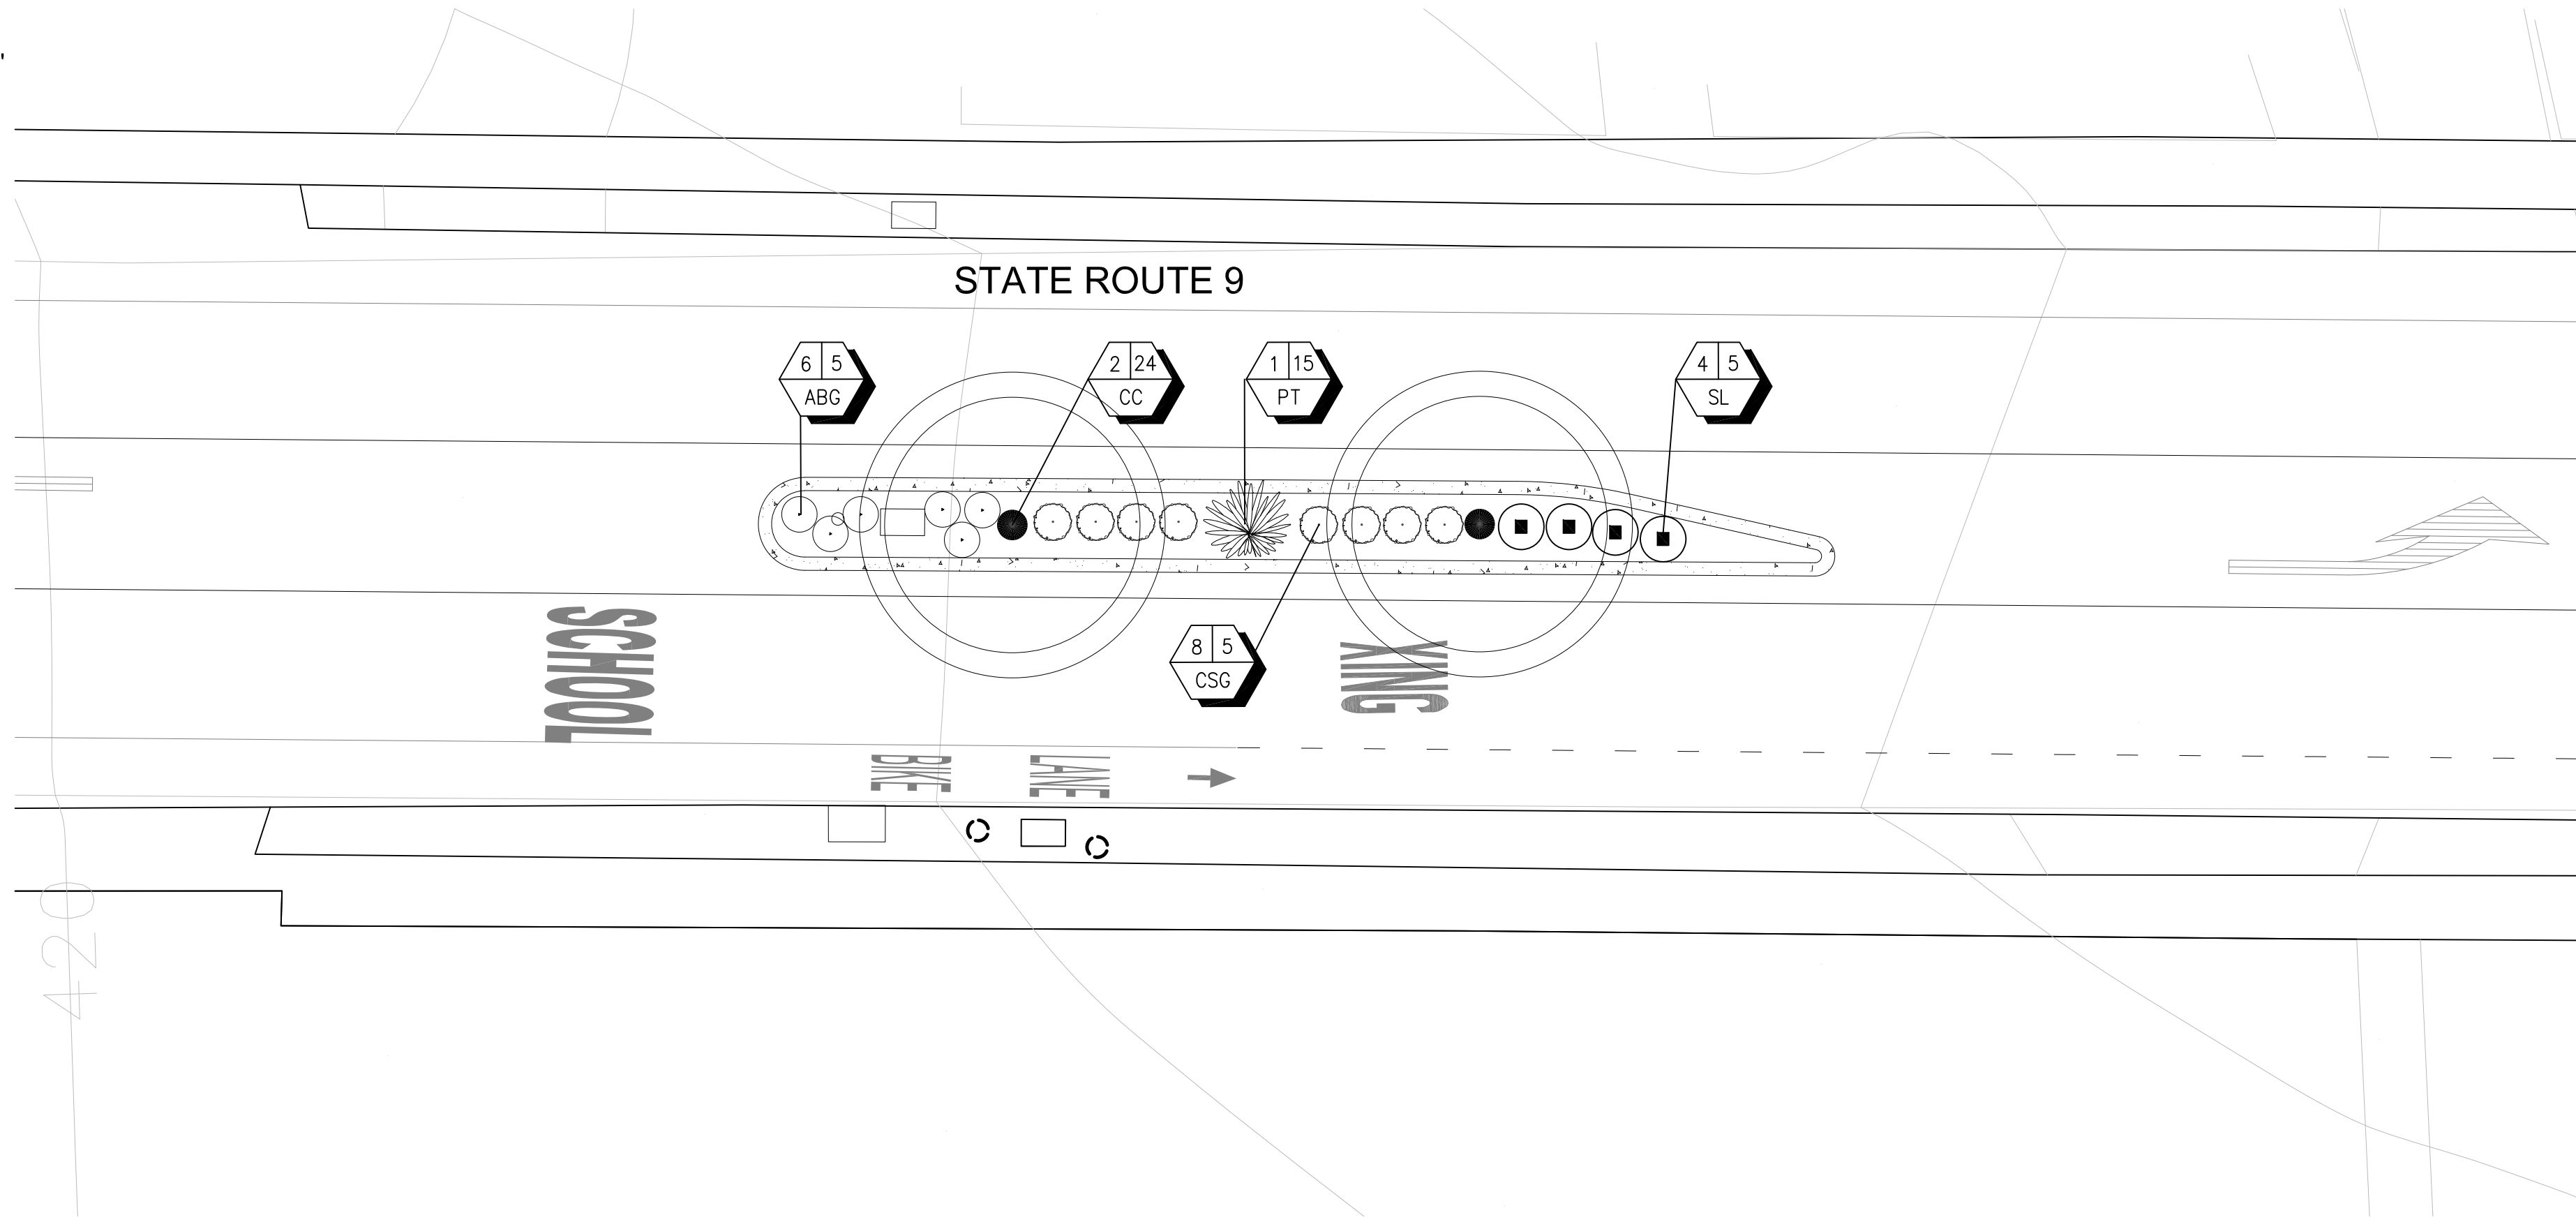 STATE ROUTE 9
6 5
ABG
2 24
CC
1 15
PT
4 5
SL
8 5
CSG
SCHOOL
XING
BIKE
LANE
420